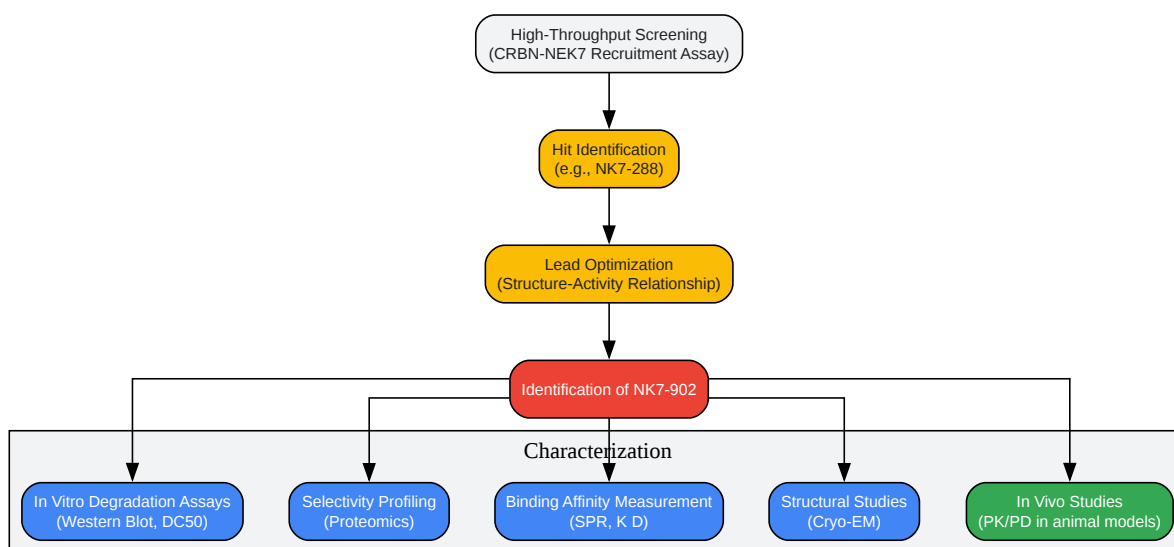 High-Throughput Screening
(CRBN-NEK7 Recruitment Assay)
Hit Identification
(e.g., NK7-288)
Lead Optimization
(Structure-Activity Relationship)
Identification of NK7-902
Characterization
In Vitro Degradation Assays
(Western Blot, DC50)
Selectivity Profiling
(Proteomics)
Binding Affinity Measurement
(SPR, K D)
Structural Studies
(Cryo-EM)
In Vivo Studies
(PK/PD in animal models)